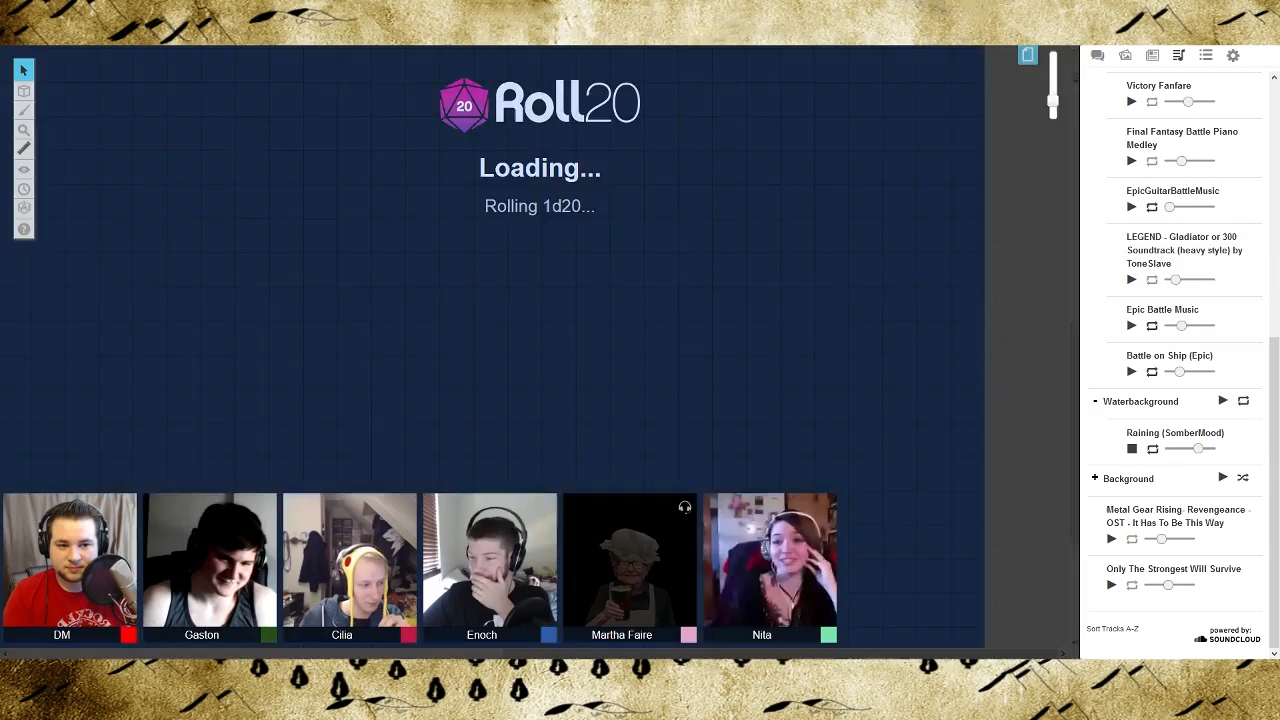 20 Roll20
Loading...
Rolling 1d20...
Victory Fanfare
Final Fantasy Battle Piano
Medley
EpicGuitarBattleMusic
LEGEND - Gladiator or 300
Soundtrack (heavy style) by
ToneSlave
Epic Battle Music
Battle on Ship (Epic)
- Waterbackground
Raining (SomberMood)
+ Background
Metal Gear Rising- Revengeance -
OST - It Has To Be This Way
Only The Strongest Will Survive
Sort Tracks A-Z
powered by:
SOUNDCLOUD
DM
Gaston
Cilia
Enoch
Martha Faire
Nita